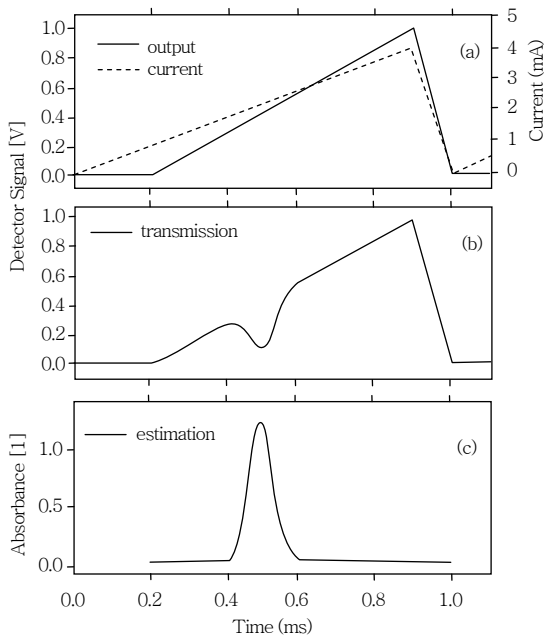 1.0
0.8
0.6
0.4
0.2
0.0
output
current
(a)
5
4
3
2
1
0
Current (mA)
Detector Signal [V]
1.0
0.8
0.6
0.4
0.2
0.0
transmission
(b)
Absorbance [1]
1.0
0.5
0.0
estimation
(c)
0.0 0.2 0.4 0.6 0.8 1.0
Time (ms)